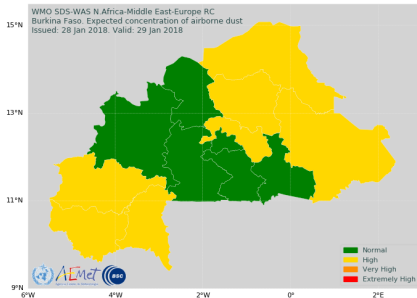 WMO SDS-WAS N.Africa-Middle East-Europe RC
Burkina Faso. Expected concentration of airborne dust
Issued: 28 Jan 2018. Valid: 29 Jan 2018
15°N
13°N
11°N
9°N
6°W
4°W
2°W
0°
2°E
Normal
High
Very High
Extremely High
AEMet
BSC